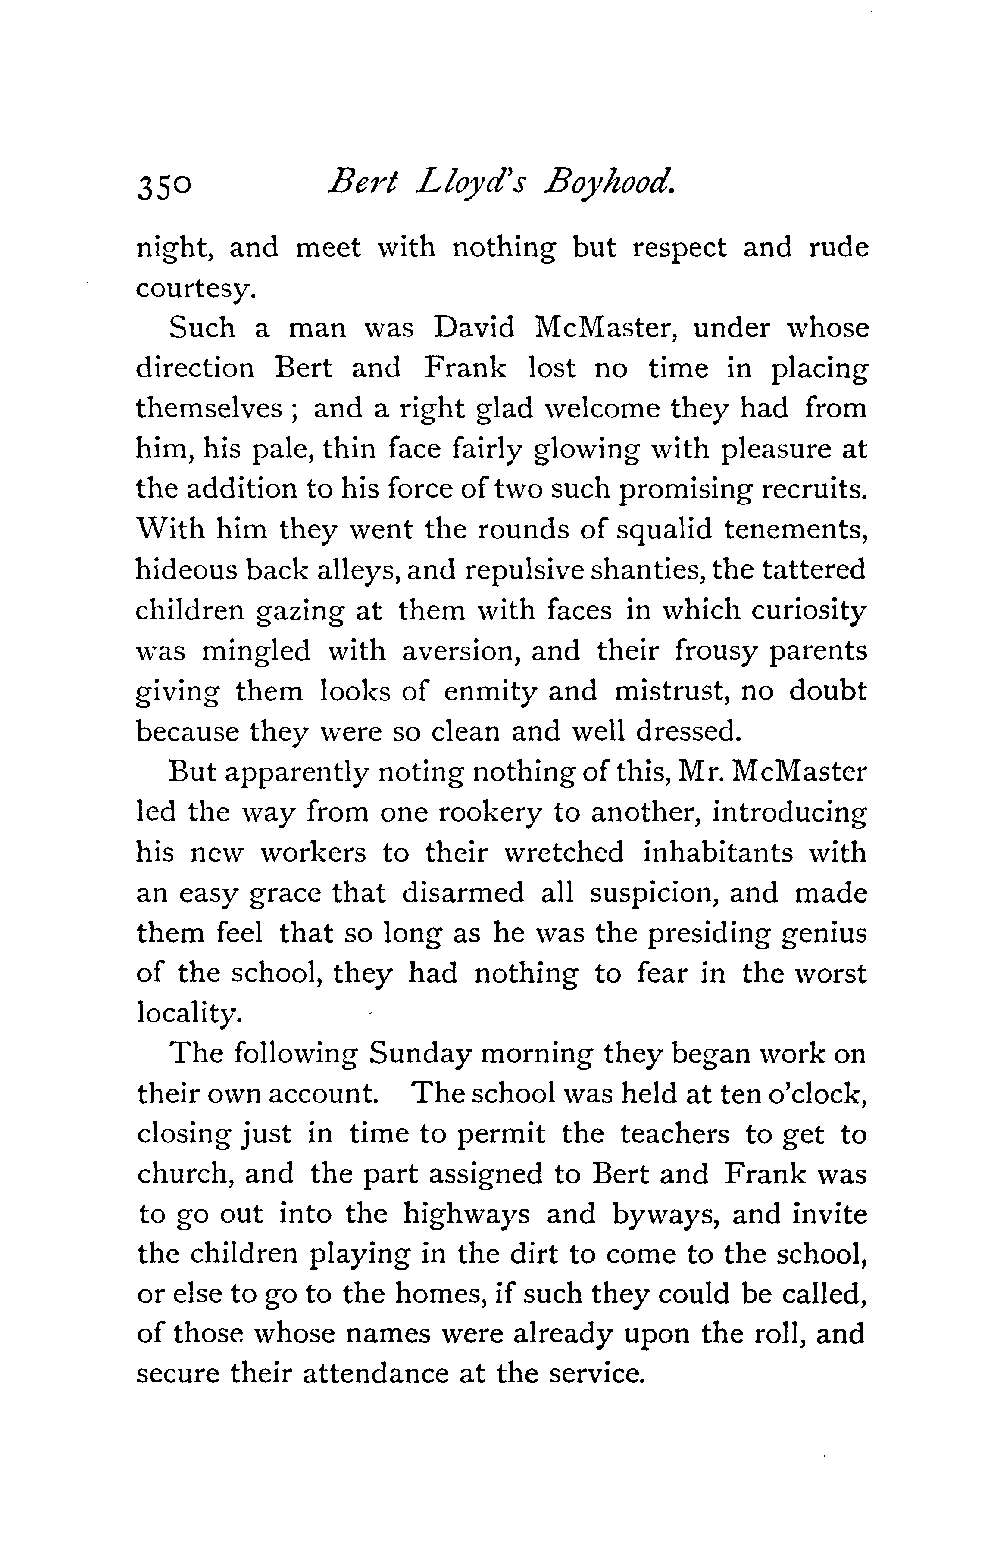 350 Bert Lloyd's Boyhood.
night, and meet with nothing but respect and rude
courtesy.
Such a man was David McMaster, under whose
direction Bert and Frank lost no time in placing
themselves ; and a right glad welcome they had from
him, his pale, thin face fairly glowing with pleasure at
the addition to his force of two such promising recruits.
With him they went the rounds of squalid tenements,
hideous back alleys, and repulsive shanties, the tattered
children gazing at them with faces in which curiosity
was mingled with aversion, and their frousy parents
giving them looks of enmity and mistrust, no doubt
because they were so clean and well dressed.
But apparently noting nothing of this, Mr. McMaster
led the way from one rookery to another, introducing
his new workers to their wretched inhabitants with
an easy grace that disarmed all suspicion, and made
them feel that so long as he was the presiding genius
of the school, they had nothing to fear in the worst
locality.
The following Sunday morning they began work on
their own account. The school was held at ten o'clock,
closing just in time to permit the teachers to get to
church, and the part assigned to Bert and Frank was
to go out into the highways and byways, and invite
the children playing in the dirt to come to the school,
or else to go to the homes, if such they could be called,
of those whose names were already upon the roll, and
secure their attendance at the service.